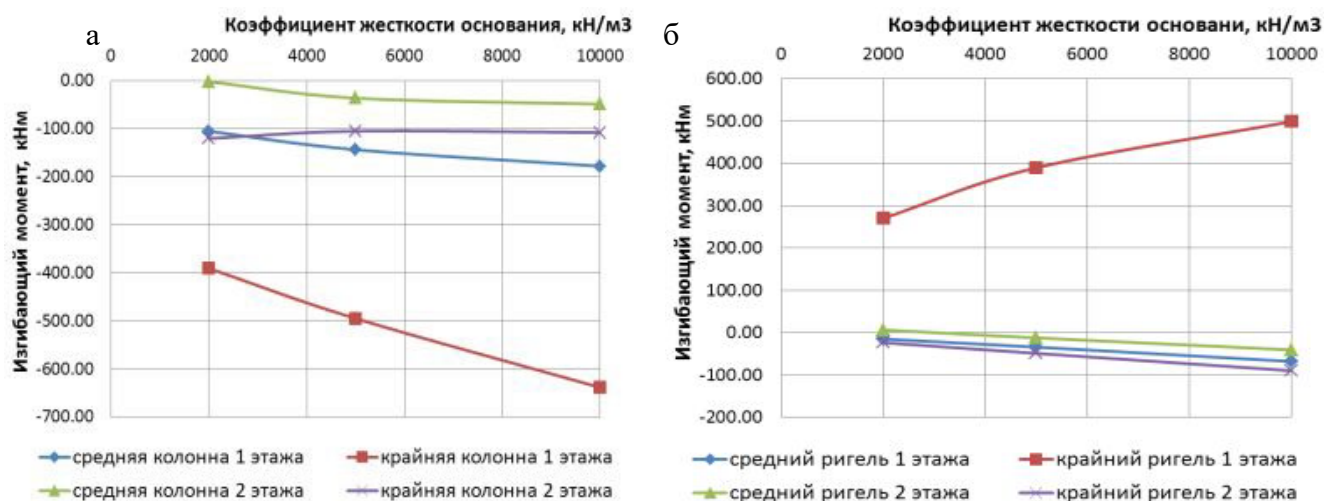 а
Коэффициент жесткости основания, кН/м3
0 2000 4000 6000 8000 10000
0.00
-100.00
-200.00
-300.00
-400.00
-500.00
-600.00
-700.00
Изгибающий момент, кНм
средняя колонна 1 этажа
крайняя колонна 1 этажа
средняя колонна 2 этажа
крайняя колонна 2 этажа
б
Коэффициент жесткости основани, кН/м3
0 2000 4000 6000 8000 10000
600.00
500.00
400.00
300.00
200.00
100.00
0.00
-100.00
-200.00
Изгибающий момент, кНм
средний ригель 1 этажа
крайний ригель 1 этажа
средний ригель 2 этажа
крайний ригель 2 этажа